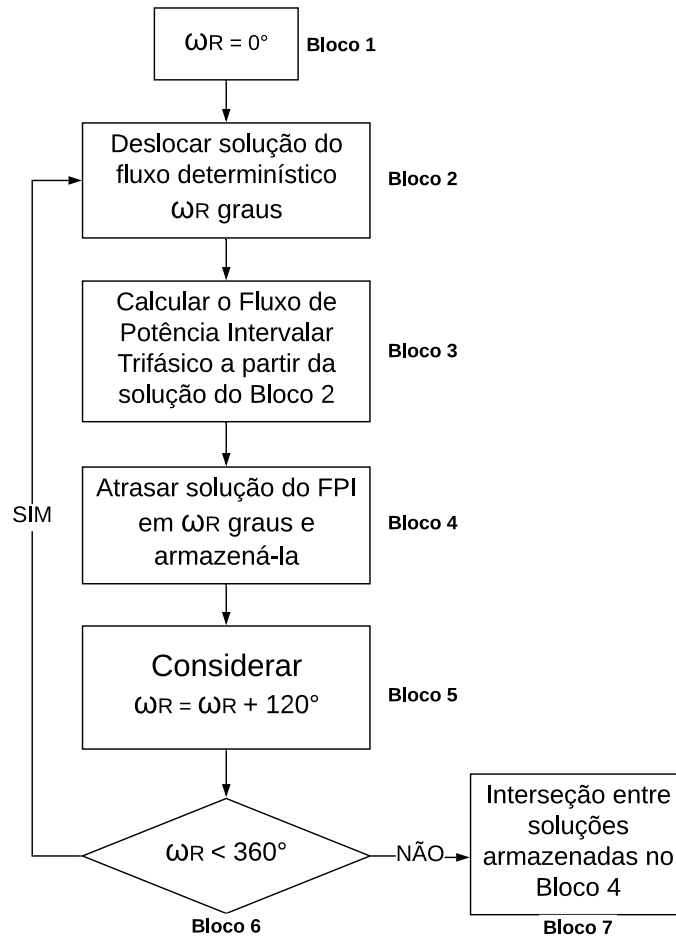 ωR = 0°
Bloco 1
Deslocar solução do
fluxo determinístico
ωR graus
Bloco 2
Calcular o Fluxo de
Potência Intervalar
Trifásico a partir da
solução do Bloco 2
Bloco 3
Atrasar solução do FPI
em ωR graus e
armazená-la
Bloco 4
SIM
Considerar
ωR = ωR + 120°
Bloco 5
ωR < 360°
NÃO
Bloco 6
Interseção entre
soluções
armazenadas no
Bloco 4
Bloco 7